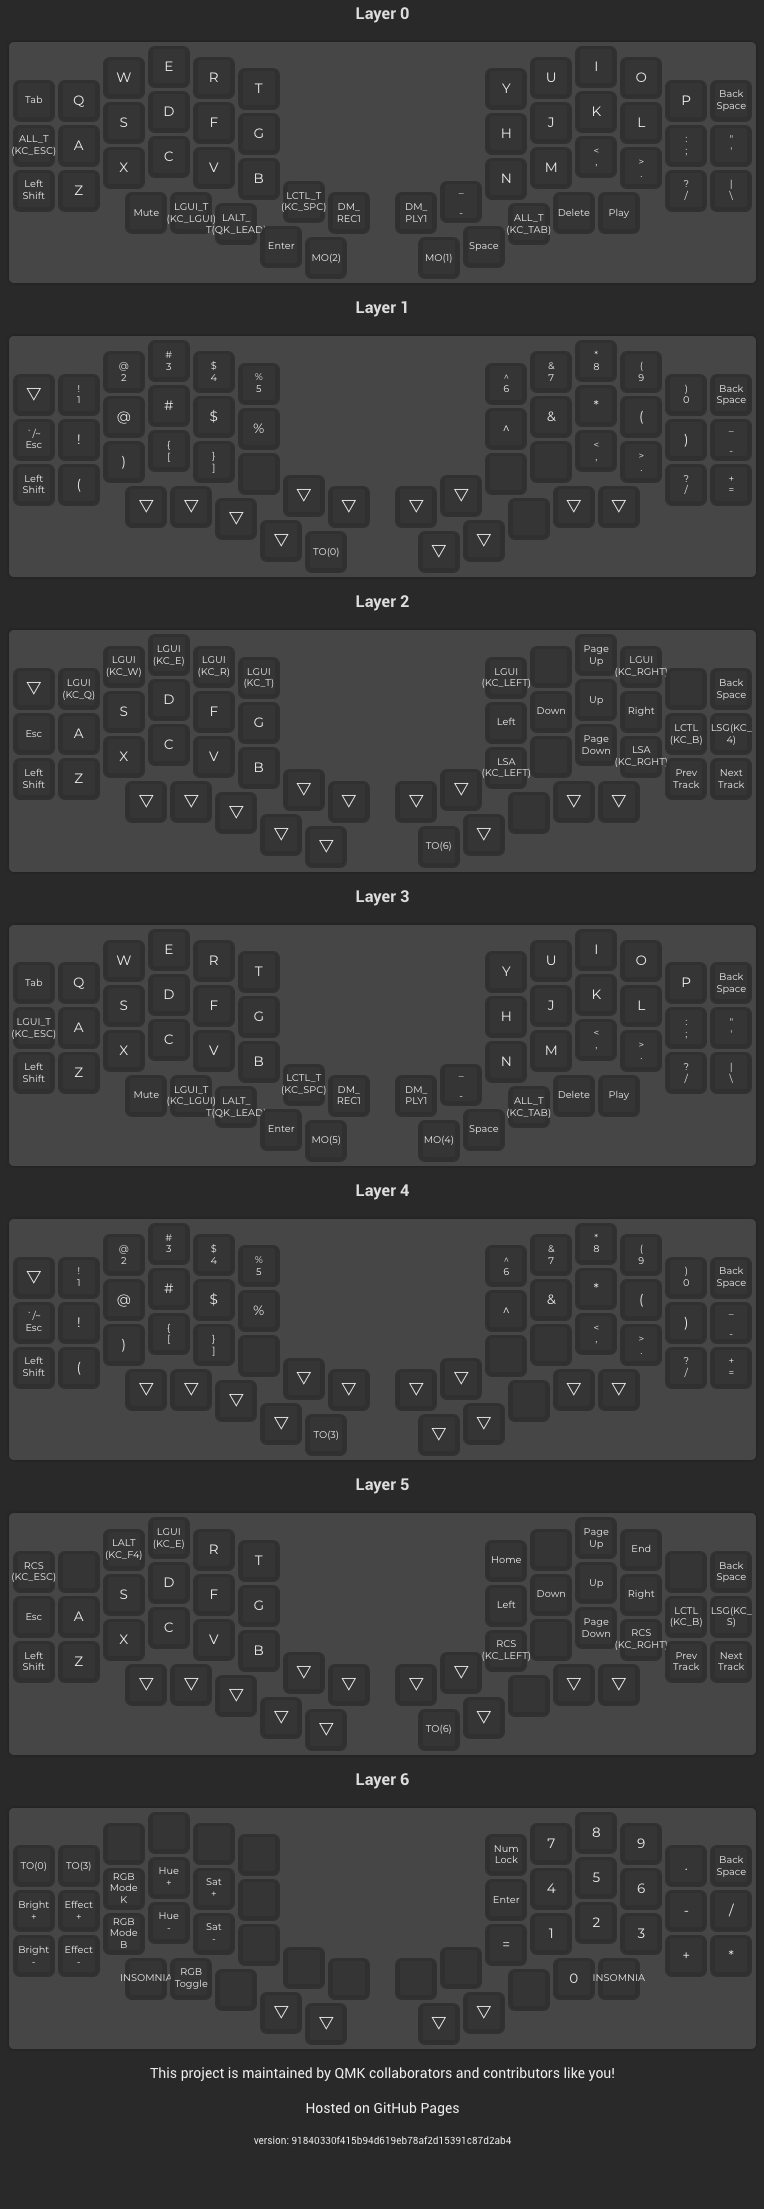 Layer 0
Tab Q W E R T Y U I O P Back Space
ALL_T (KC_ESC) A S D F G H J K L : ; " '
Left Shift Z X C V B N M < , > . ? / | \
Mute LGUI_T (KC_LGUI) LALT_ T(QK_LEAD) LCTL_T (KC_SPC) DM_ REC1 DM_ PLY1 _ - ALL_T (KC_TAB) Delete Play
Enter MO(2) MO(1) Space
Layer 1
▽ ! 1 @ 2 # 3 $ 4 % 5 ^ 6 & 7 * 8 ( 9 ) 0 Back Space
`/~ Esc ! @ # $ % ^ & * ( ) _ -
Left Shift ( ) { [ } ] < , > . ? / + =
▽ ▽ ▽ ▽ ▽ ▽ ▽ ▽ ▽
▽ TO(0) ▽ ▽
Layer 2
▽ LGUI (KC_Q) LGUI (KC_W) LGUI (KC_E) LGUI (KC_R) LGUI (KC_T) LGUI (KC_LEFT) Page Up LGUI (KC_RGHT) Back Space
Esc A S D F G Left Down Up Right LCTL (KC_B) LSG(KC_ 4)
Left Shift Z X C V B LSA (KC_LEFT) Page Down LSA (KC_RGHT) Prev Track Next Track
▽ ▽ ▽ ▽ ▽ ▽ ▽ ▽ ▽
▽ ▽ TO(6) ▽
Layer 3
Tab Q W E R T Y U I O P Back Space
LGUI_T (KC_ESC) A S D F G H J K L : ; " '
Left Shift Z X C V B N M < , > . ? / | \
Mute LGUI_T (KC_LGUI) LALT_ T(QK_LEAD) LCTL_T (KC_SPC) DM_ REC1 DM_ PLY1 _ - ALL_T (KC_TAB) Delete Play
Enter MO(5) MO(4) Space
Layer 4
▽ ! 1 @ 2 # 3 $ 4 % 5 ^ 6 & 7 * 8 ( 9 ) 0 Back Space
`/~ Esc ! @ # $ % ^ & * ( ) _ -
Left Shift ( ) { [ } ] < , > . ? / + =
▽ ▽ ▽ ▽ ▽ ▽ ▽ ▽ ▽
▽ TO(3) ▽ ▽
Layer 5
RCS (KC_ESC) LALT (KC_F4) LGUI (KC_E) R T Home Page Up End Back Space
Esc A S D F G Left Down Up Right LCTL (KC_B) LSG(KC_ S)
Left Shift Z X C V B RCS (KC_LEFT) Page Down RCS (KC_RGHT) Prev Track Next Track
▽ ▽ ▽ ▽ ▽ ▽ ▽ ▽ ▽
▽ ▽ TO(6) ▽
Layer 6
TO(0) TO(3) Num Lock 7 8 9 . Back Space
Bright + Effect + RGB Mode K Hue + Sat + Enter 4 5 6 - /
Bright - Effect - RGB Mode B Hue - Sat - = 1 2 3 + *
INSOMNIA RGB Toggle 0 INSOMNIA
▽ ▽ ▽ ▽
This project is maintained by QMK collaborators and contributors like you!
Hosted on GitHub Pages
version: 91840330f415b94d619eb78af2d15391c87d2ab4